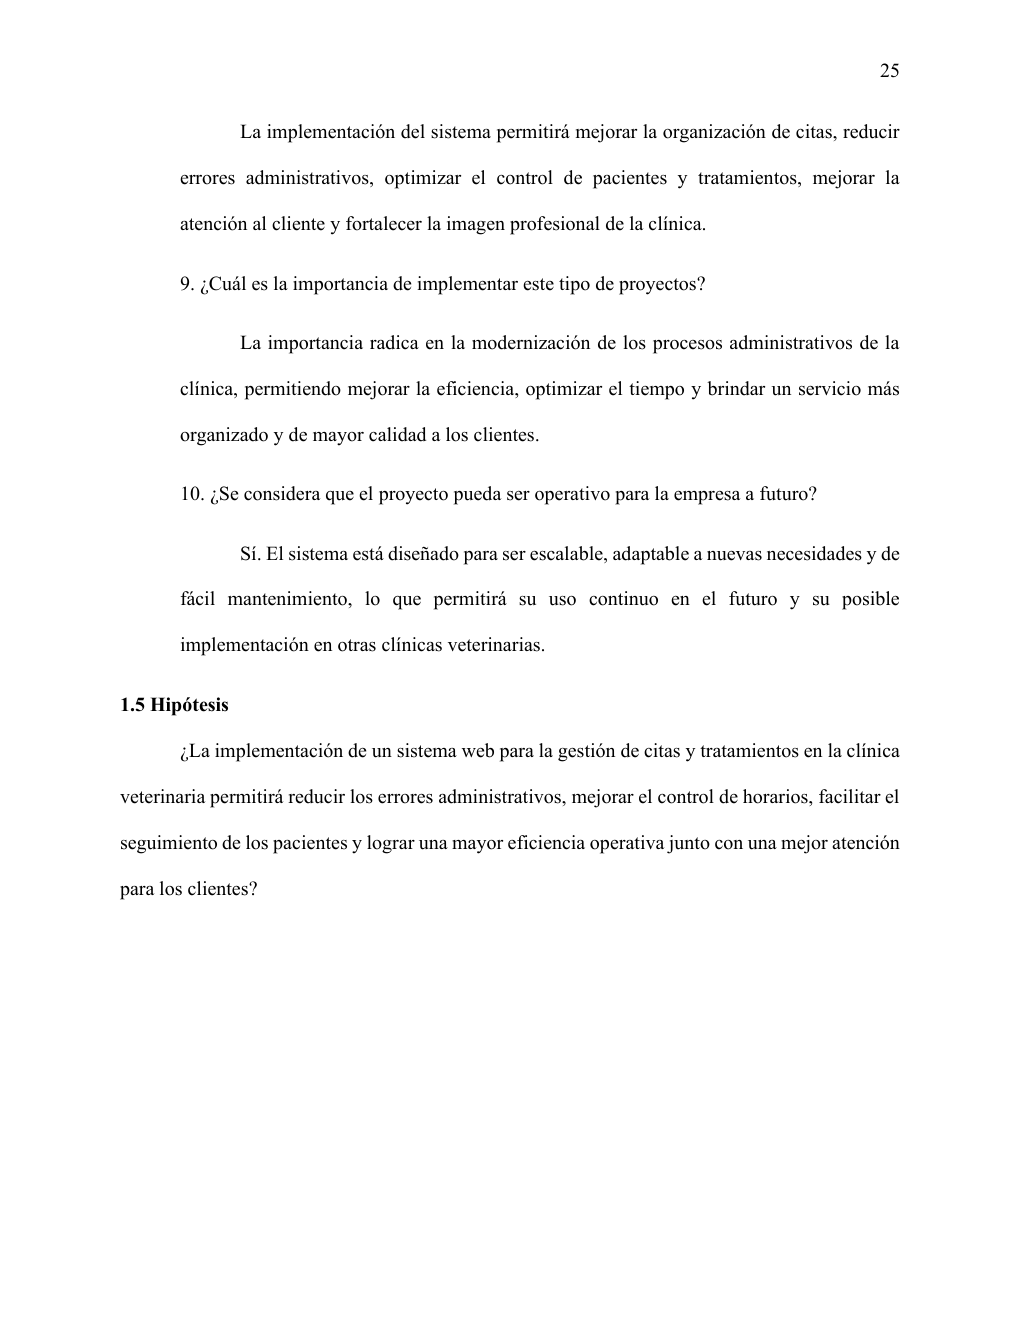 25
La implementación del sistema permitirá mejorar la organización de citas, reducir
errores administrativos, optimizar el control de pacientes y tratamientos, mejorar la
atención al cliente y fortalecer la imagen profesional de la clínica.
9. ¿Cuál es la importancia de implementar este tipo de proyectos?
La importancia radica en la modernización de los procesos administrativos de la
clínica, permitiendo mejorar la eficiencia, optimizar el tiempo y brindar un servicio más
organizado y de mayor calidad a los clientes.
10. ¿Se considera que el proyecto pueda ser operativo para la empresa a futuro?
Sí. El sistema está diseñado para ser escalable, adaptable a nuevas necesidades y de
fácil mantenimiento, lo que permitirá su uso continuo en el futuro y su posible
implementación en otras clínicas veterinarias.
1.5 Hipótesis
¿La implementación de un sistema web para la gestión de citas y tratamientos en la clínica
veterinaria permitirá reducir los errores administrativos, mejorar el control de horarios, facilitar el
seguimiento de los pacientes y lograr una mayor eficiencia operativa junto con una mejor atención
para los clientes?